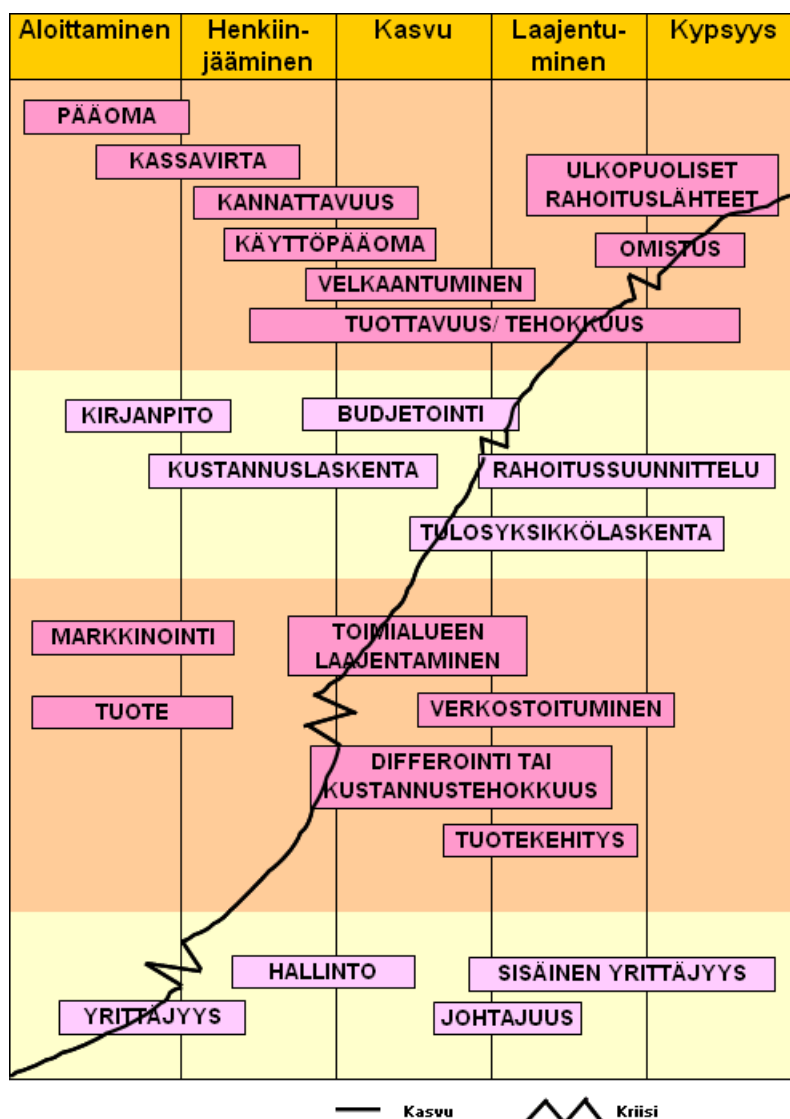 Aloittaminen
Henkiin-
jääminen
Kasvu
Laajentu-
minen
Kypsyys
PÄÄOMA
KASSAVIRTA
ULKOPUOLISET
RAHOITUSLÄHTEET
KANNATTAVUUS
KÄYTTÖPÄÄOMA
OMISTUS
VELKAANTUMINEN
TUOTTAVUUS/ TEHOKKUUS
KIRJANPITO
BUDJETOINTI
KUSTANNUSLASKENTA
RAHOITUSSUUNNITTELU
TULOSYKSIKKÖLASKENTA
MARKKINOINTI
TOIMIALUEEN
LAAJENTAMINEN
TUOTE
VERKOSTOITUMINEN
DIFFEROINTI TAI
KUSTANNUSTEHOKKUUS
TUOTEKEHITYS
HALLINTO
SISÄINEN YRITTÄJYYS
YRITTÄJYYS
JOHTAJUUS
Kasvu
Kriisi